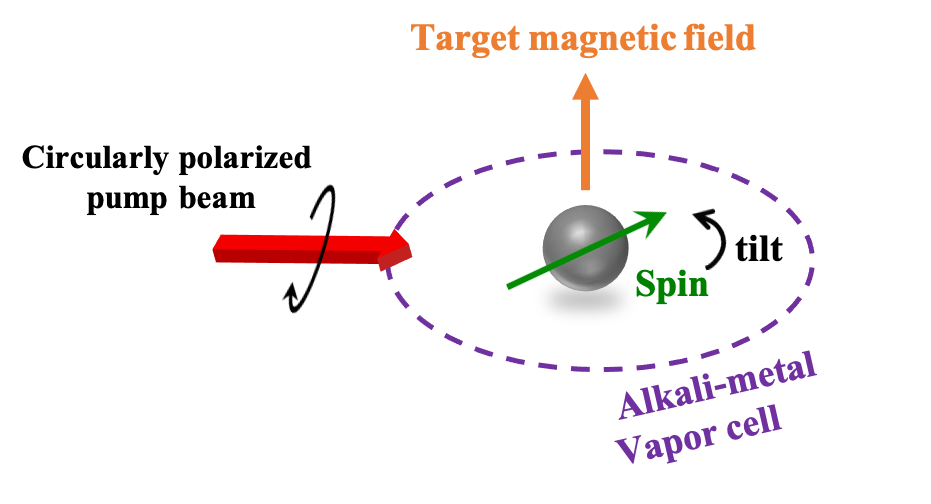 Target magnetic field
Circularly polarized
pump beam
tilt
Spin
Alkali-metal
Vapor cell